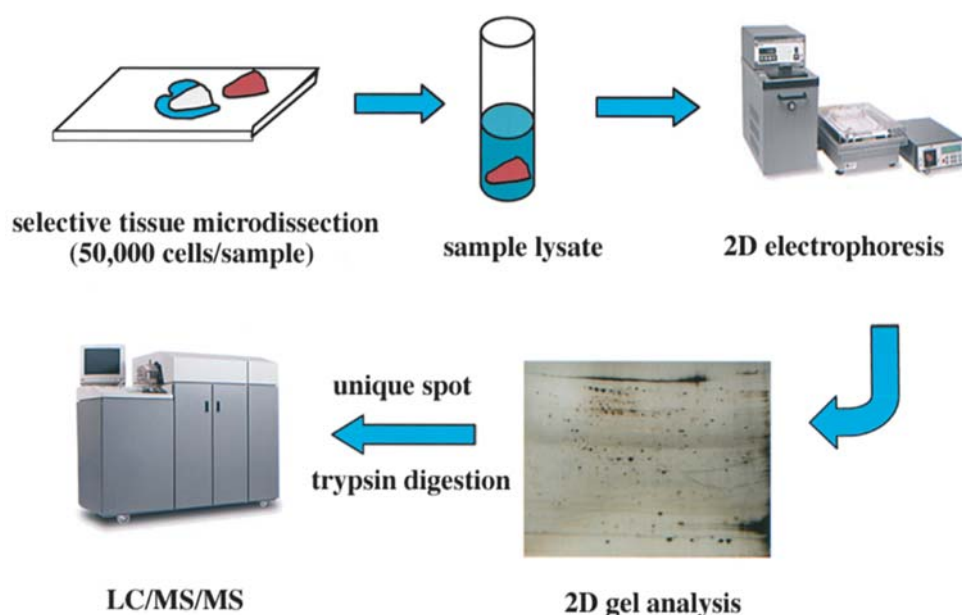 selective tissue microdissection
(50,000 cells/sample)
sample lysate
2D electrophoresis
unique spot
trypsin digestion
LC/MS/MS
2D gel analysis